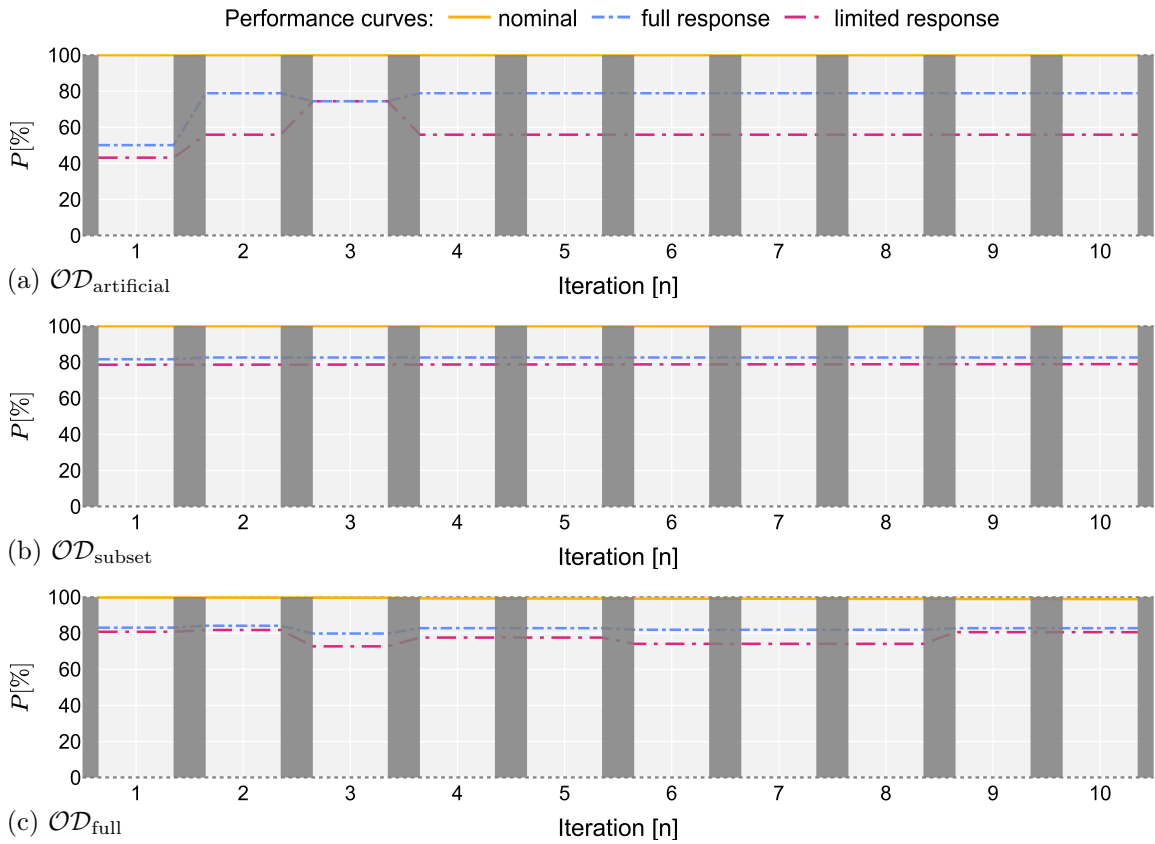 Performance curves: nominal full response limited response
P[%]
100
80
60
40
20
0
1 2 3 4 5 6 7 8 9 10
Iteration [n]
(a) 𝒪𝒟artificial
P[%]
100
80
60
40
20
0
1 2 3 4 5 6 7 8 9 10
Iteration [n]
(b) 𝒪𝒟subset
P[%]
100
80
60
40
20
0
1 2 3 4 5 6 7 8 9 10
Iteration [n]
(c) 𝒪𝒟full